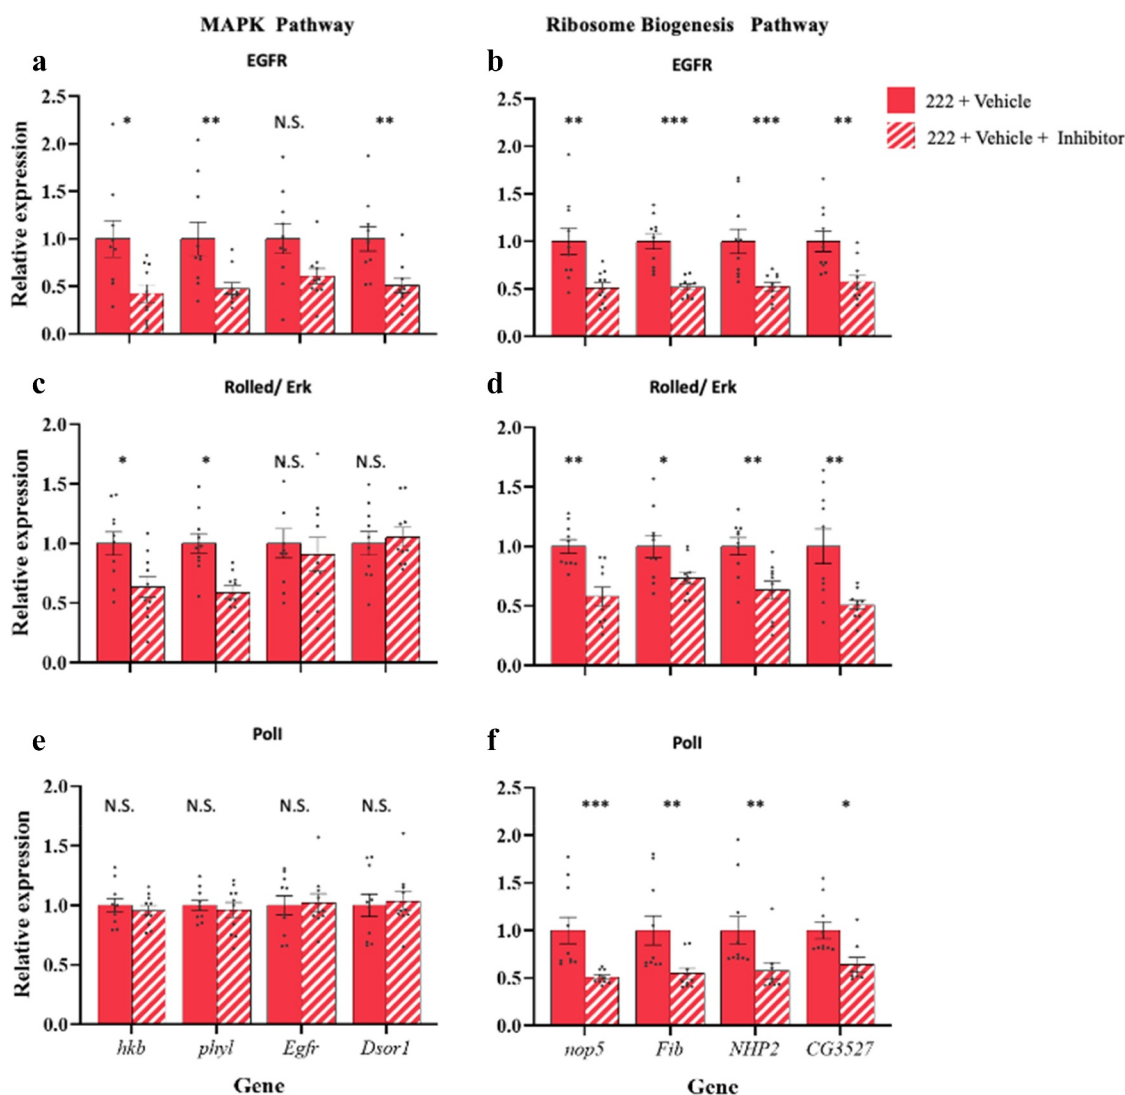 MAPK Pathway
Ribosome Biogenesis Pathway
a
EGFR
b
EGFR
222 + Vehicle
222 + Vehicle + Inhibitor
Relative expression
2.5
2.0
1.5
1.0
0.5
0.0
* ** N.S. **
2.5
2.0
1.5
1.0
0.5
0.0
** *** *** **
c
Rolled/ Erk
d
Rolled/ Erk
Relative expression
2.0
1.5
1.0
0.5
0.0
* * N.S. N.S.
2.0
1.5
1.0
0.5
0.0
** * ** **
e
PolI
f
PolI
Relative expression
2.0
1.5
1.0
0.5
0.0
N.S. N.S. N.S. N.S.
hkb phyl Egfr Dsor1
Gene
2.5
2.0
1.5
1.0
0.5
0.0
*** ** ** *
nop5 Fib NHP2 CG3527
Gene